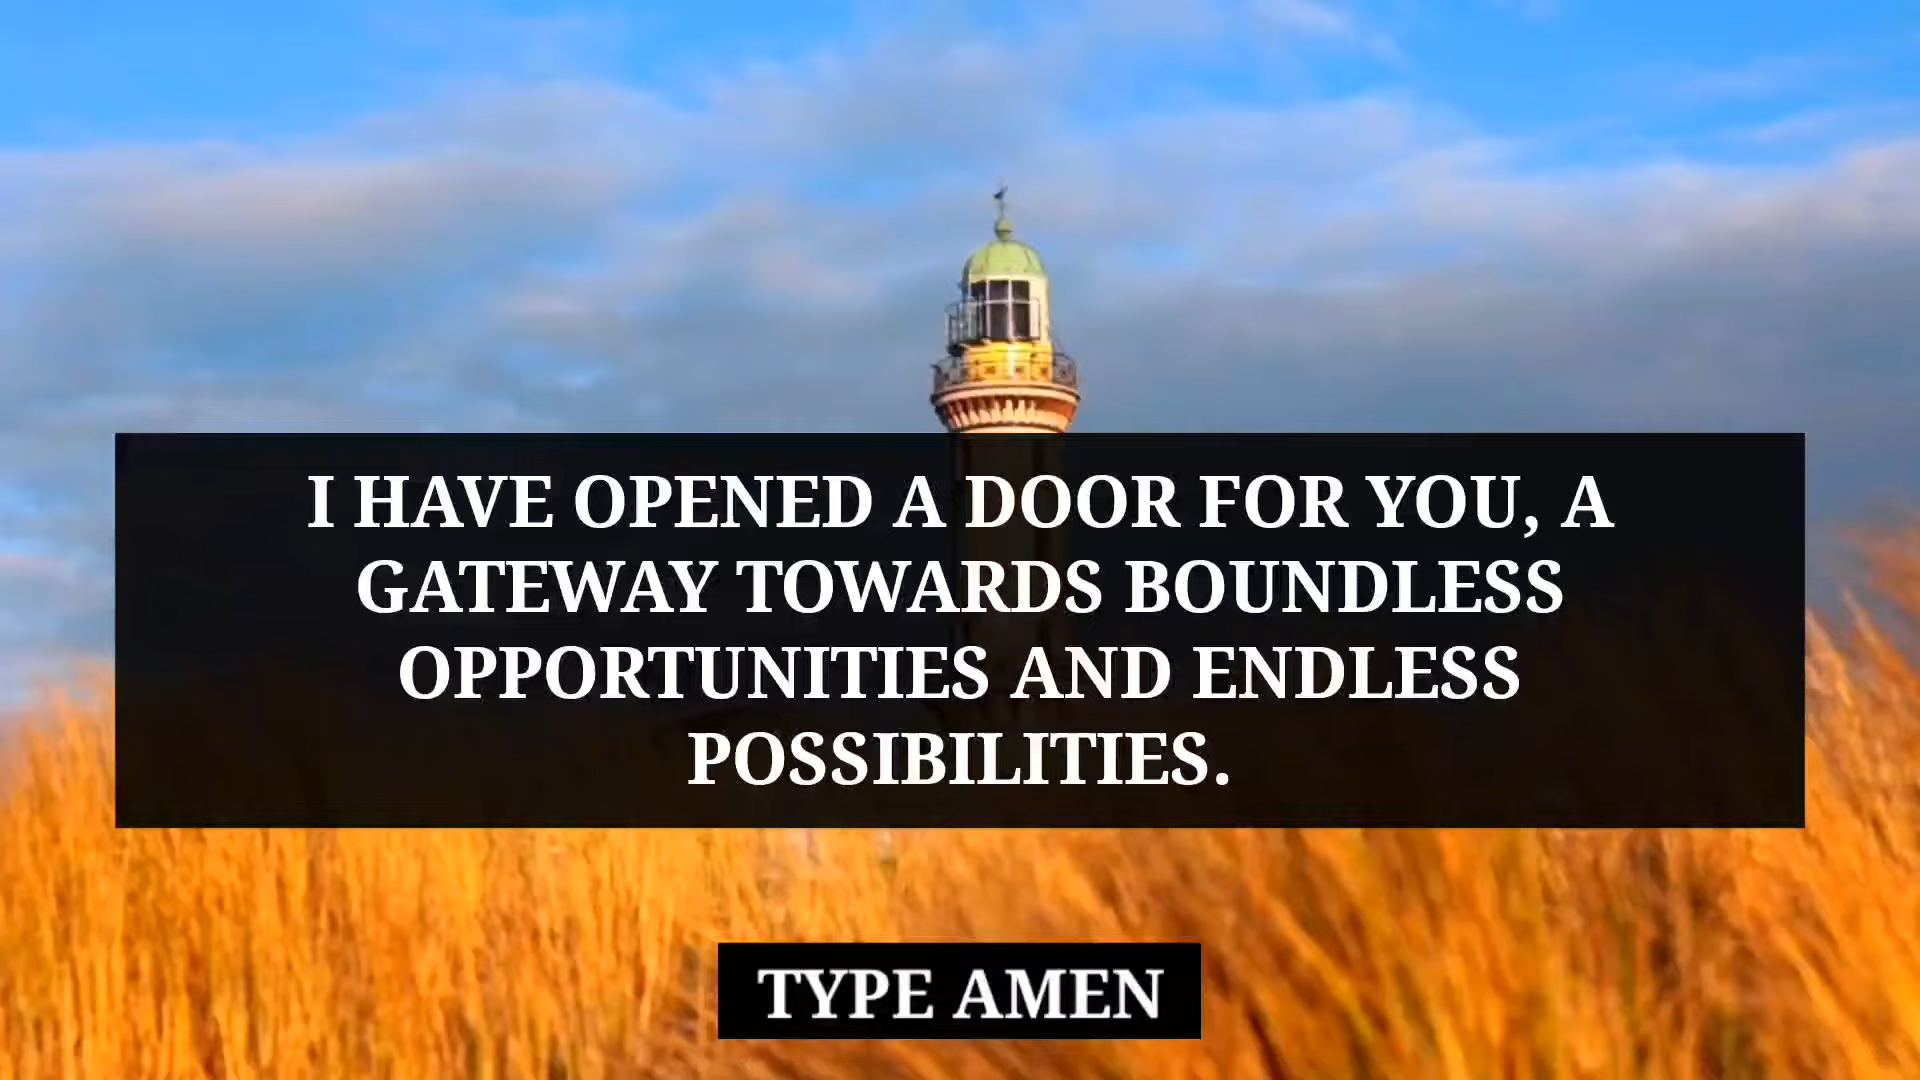 I HAVE OPENED A DOOR FOR YOU, A
GATEWAY TOWARDS BOUNDLESS
OPPORTUNITIES AND ENDLESS
POSSIBILITIES.
TYPE AMEN